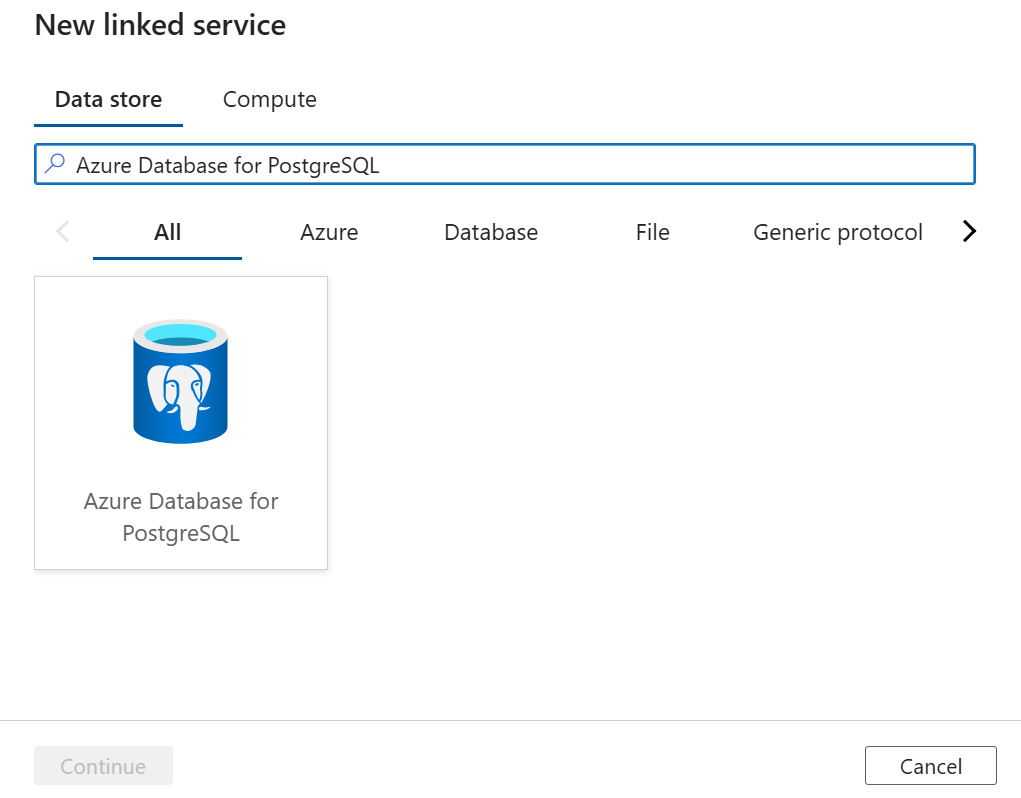 New linked service
Data store Compute
Azure Database for PostgreSQL
All Azure Database File Generic protocol
Azure Database for
PostgreSQL
Continue Cancel